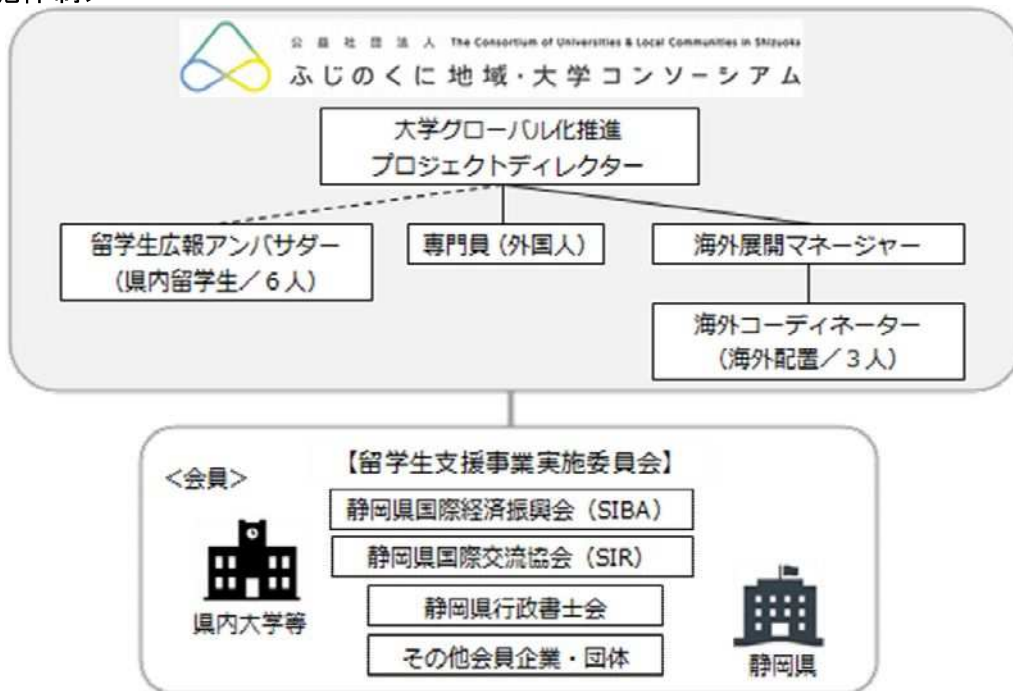 公益社団法人 The Consortium of Universities & Local Communities in Shizuoka
ふじのくに地域・大学コンソーシアム
大学グローバル化推進
プロジェクトディレクター
留学生広報アンバサダー
（県内留学生／６人）
専門員（外国人）
海外展開マネージャー
海外コーディネーター
（海外配置／３人）
【留学生支援事業実施委員会】
＜会員＞
静岡県国際経済振興会（SIBA）
静岡県国際交流協会（SIR）
静岡県行政書士会
その他会員企業・団体
県内大学等
静岡県